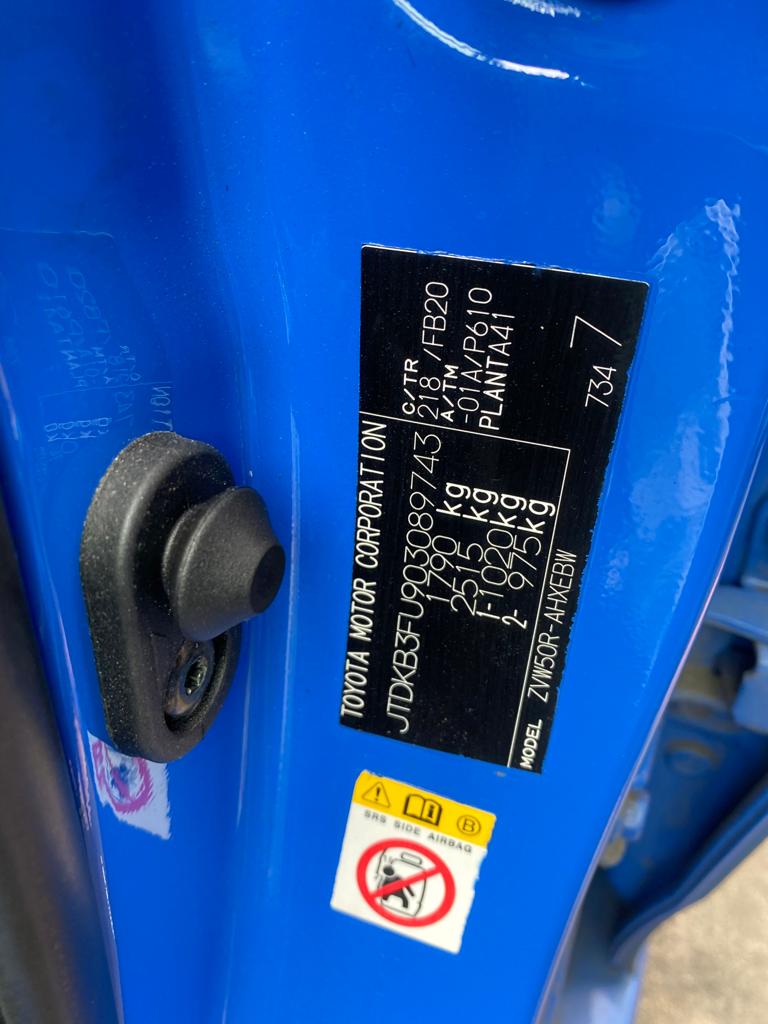 TOYOTA MOTOR CORPORATION
JTDKB3FU903089743
1790 kg
2515 kg
1-1020kg
2- 975kg
MODEL ZVW50R-AHXEBW
C/TR
218 /FB20
A/TM
-01A/P610
PLANTA41
734 7
SRS SIDE AIRBAG
B